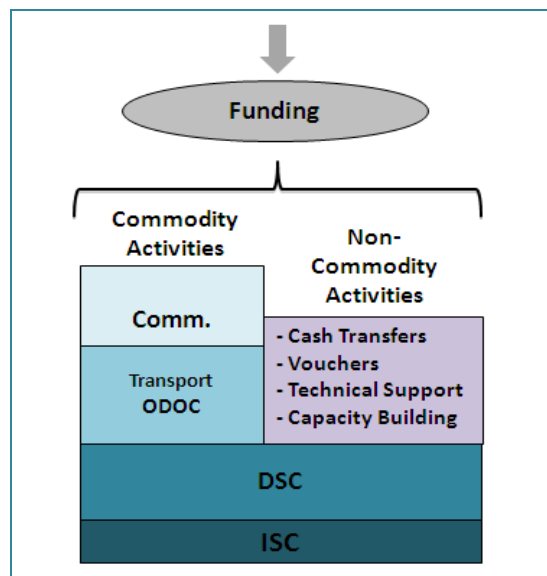 Funding
Commodity
Activities
Non-
Commodity
Activities
Comm.
Transport
ODOC
- Cash Transfers
- Vouchers
- Technical Support
- Capacity Building
DSC
ISC